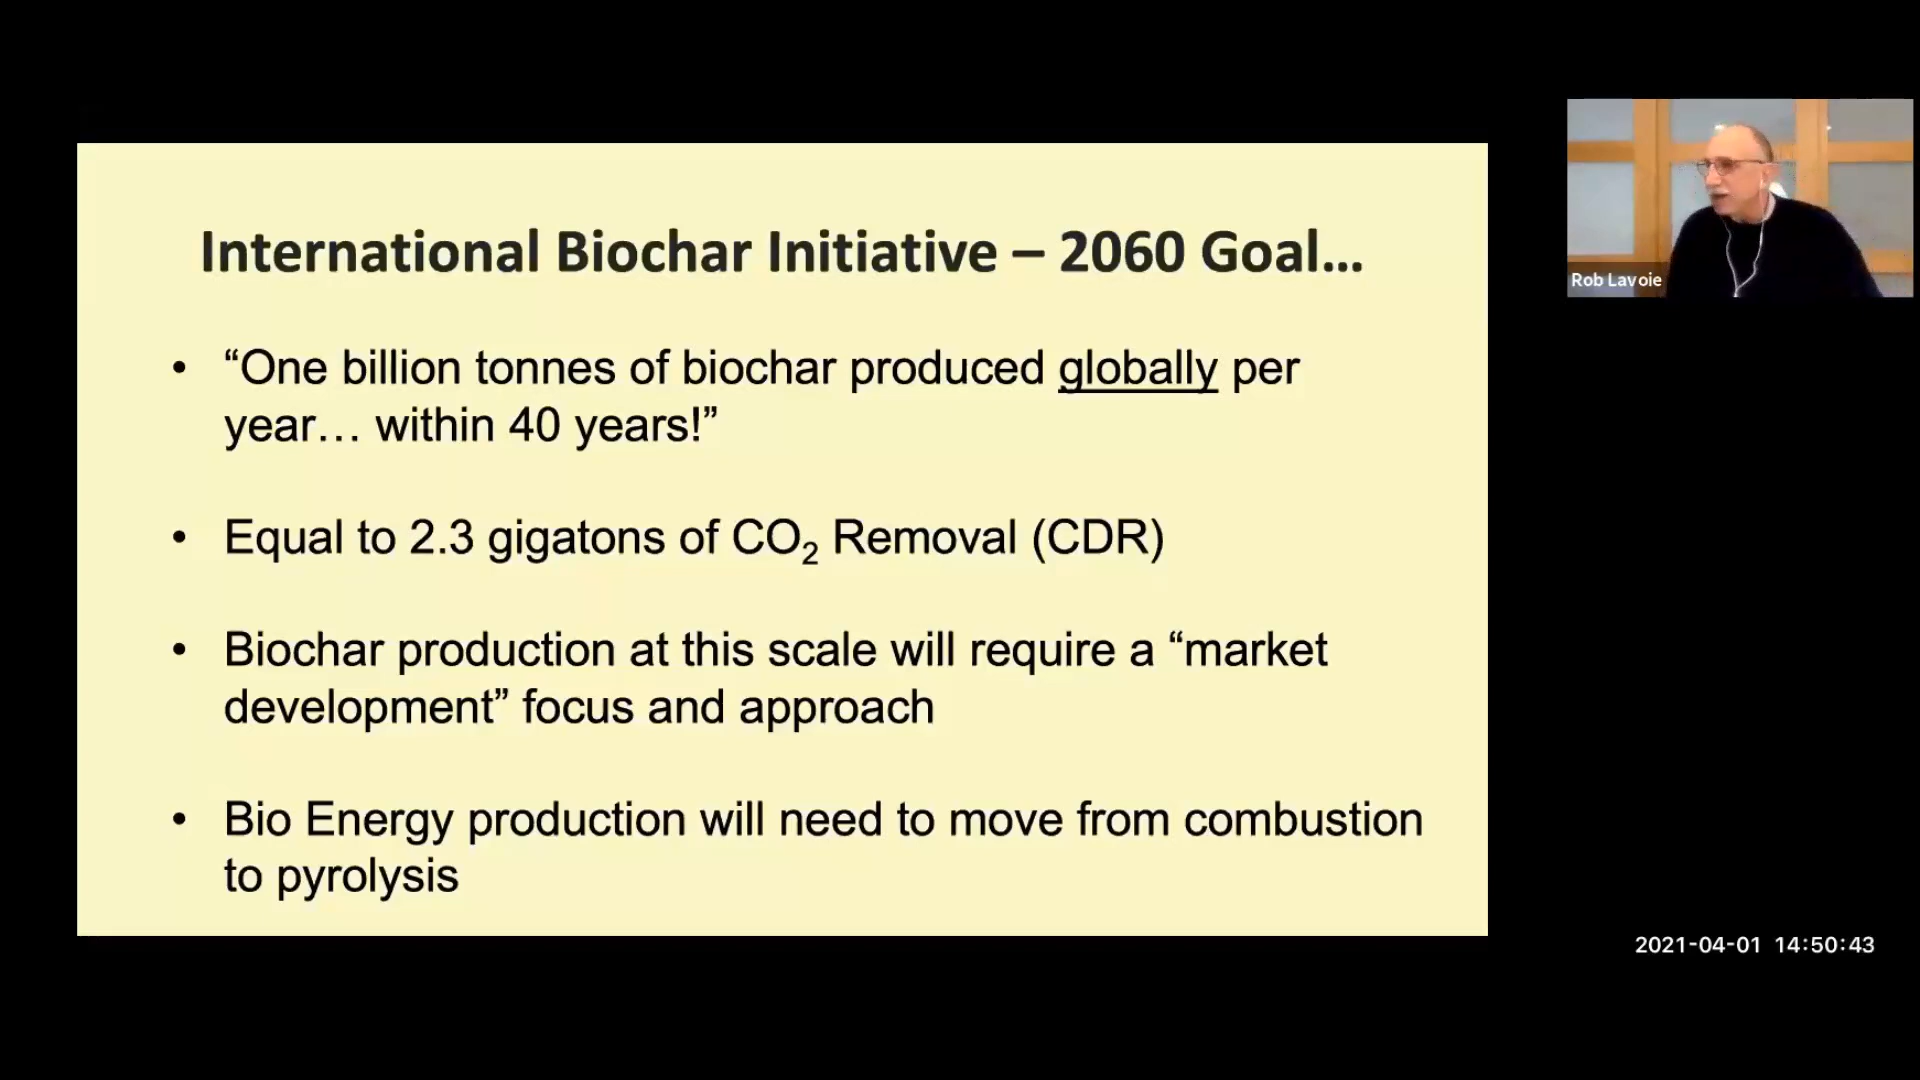 International Biochar Initiative – 2060 Goal...
• “One billion tonnes of biochar produced globally per
year… within 40 years!”
• Equal to 2.3 gigatons of CO₂ Removal (CDR)
• Biochar production at this scale will require a “market
development” focus and approach
• Bio Energy production will need to move from combustion
to pyrolysis
Rob Lavoie
2021-04-01 14:50:43